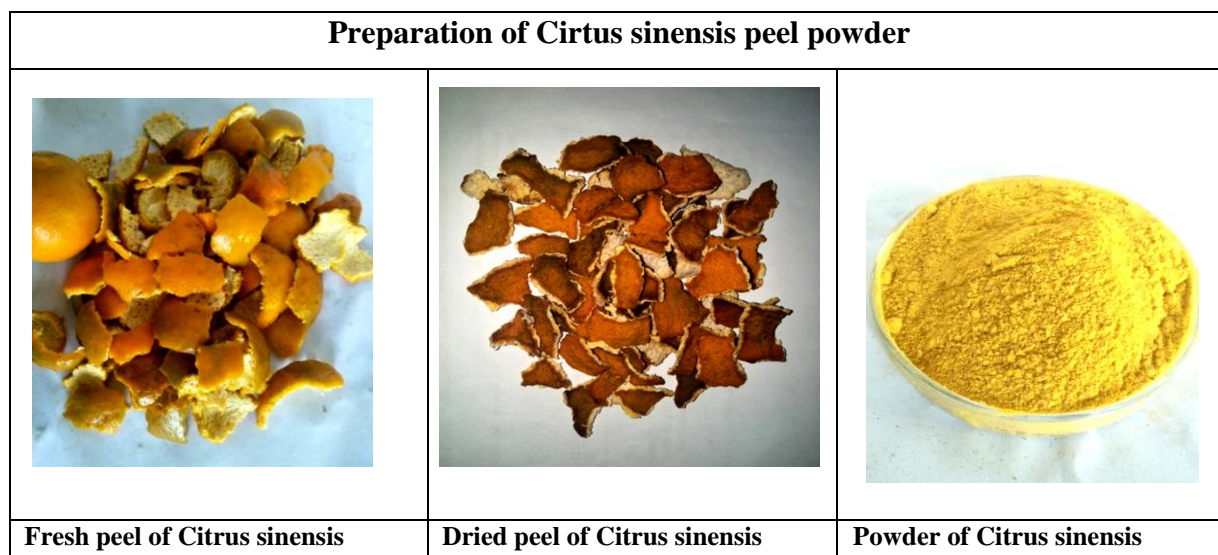 Preparation of Cirtus sinensis peel powder
Fresh peel of Citrus sinensis
Dried peel of Citrus sinensis
Powder of Citrus sinensis